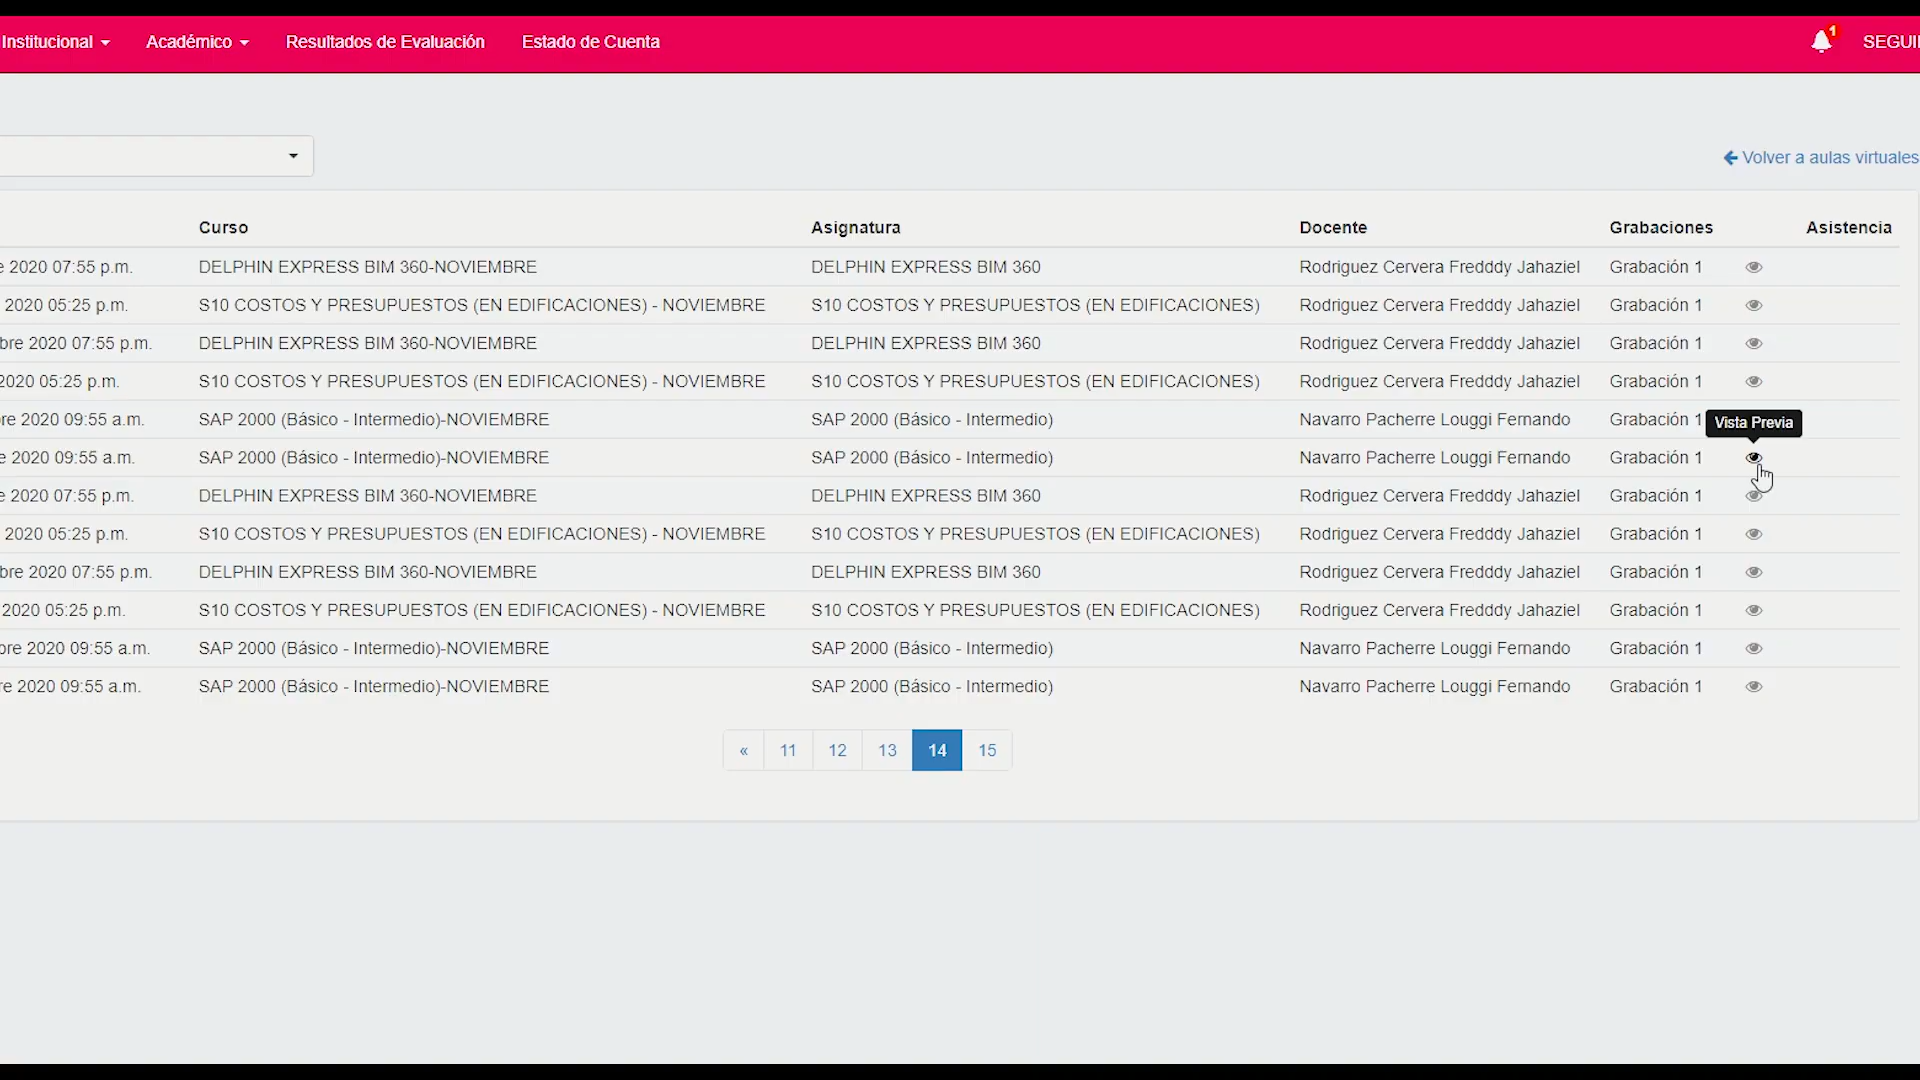 Institucional Académico Resultados de Evaluación Estado de Cuenta 1
Volver a aulas virtuales
Curso Asignatura Docente Grabaciones Asistencia
2020 07:55 p.m. DELPHIN EXPRESS BIM 360-NOVIEMBRE DELPHIN EXPRESS BIM 360 Rodriguez Cervera Fredddy Jahaziel Grabación 1
2020 05:25 p.m. S10 COSTOS Y PRESUPUESTOS (EN EDIFICACIONES) - NOVIEMBRE S10 COSTOS Y PRESUPUESTOS (EN EDIFICACIONES) Rodriguez Cervera Fredddy Jahaziel Grabación 1
bre 2020 07:55 p.m. DELPHIN EXPRESS BIM 360-NOVIEMBRE DELPHIN EXPRESS BIM 360 Rodriguez Cervera Fredddy Jahaziel Grabación 1
2020 05:25 p.m. S10 COSTOS Y PRESUPUESTOS (EN EDIFICACIONES) - NOVIEMBRE S10 COSTOS Y PRESUPUESTOS (EN EDIFICACIONES) Rodriguez Cervera Fredddy Jahaziel Grabación 1
re 2020 09:55 a.m. SAP 2000 (Básico - Intermedio)-NOVIEMBRE SAP 2000 (Básico - Intermedio) Navarro Pacherre Louggi Fernando Grabación 1
Vista Previa
e 2020 09:55 a.m. SAP 2000 (Básico - Intermedio)-NOVIEMBRE SAP 2000 (Básico - Intermedio) Navarro Pacherre Louggi Fernando Grabación 1
e 2020 07:55 p.m. DELPHIN EXPRESS BIM 360-NOVIEMBRE DELPHIN EXPRESS BIM 360 Rodriguez Cervera Fredddy Jahaziel Grabación 1
2020 05:25 p.m. S10 COSTOS Y PRESUPUESTOS (EN EDIFICACIONES) - NOVIEMBRE S10 COSTOS Y PRESUPUESTOS (EN EDIFICACIONES) Rodriguez Cervera Fredddy Jahaziel Grabación 1
bre 2020 07:55 p.m. DELPHIN EXPRESS BIM 360-NOVIEMBRE DELPHIN EXPRESS BIM 360 Rodriguez Cervera Fredddy Jahaziel Grabación 1
2020 05:25 p.m. S10 COSTOS Y PRESUPUESTOS (EN EDIFICACIONES) - NOVIEMBRE S10 COSTOS Y PRESUPUESTOS (EN EDIFICACIONES) Rodriguez Cervera Fredddy Jahaziel Grabación 1
bre 2020 09:55 a.m. SAP 2000 (Básico - Intermedio)-NOVIEMBRE SAP 2000 (Básico - Intermedio) Navarro Pacherre Louggi Fernando Grabación 1
re 2020 09:55 a.m. SAP 2000 (Básico - Intermedio)-NOVIEMBRE SAP 2000 (Básico - Intermedio) Navarro Pacherre Louggi Fernando Grabación 1
« 11 12 13 14 15